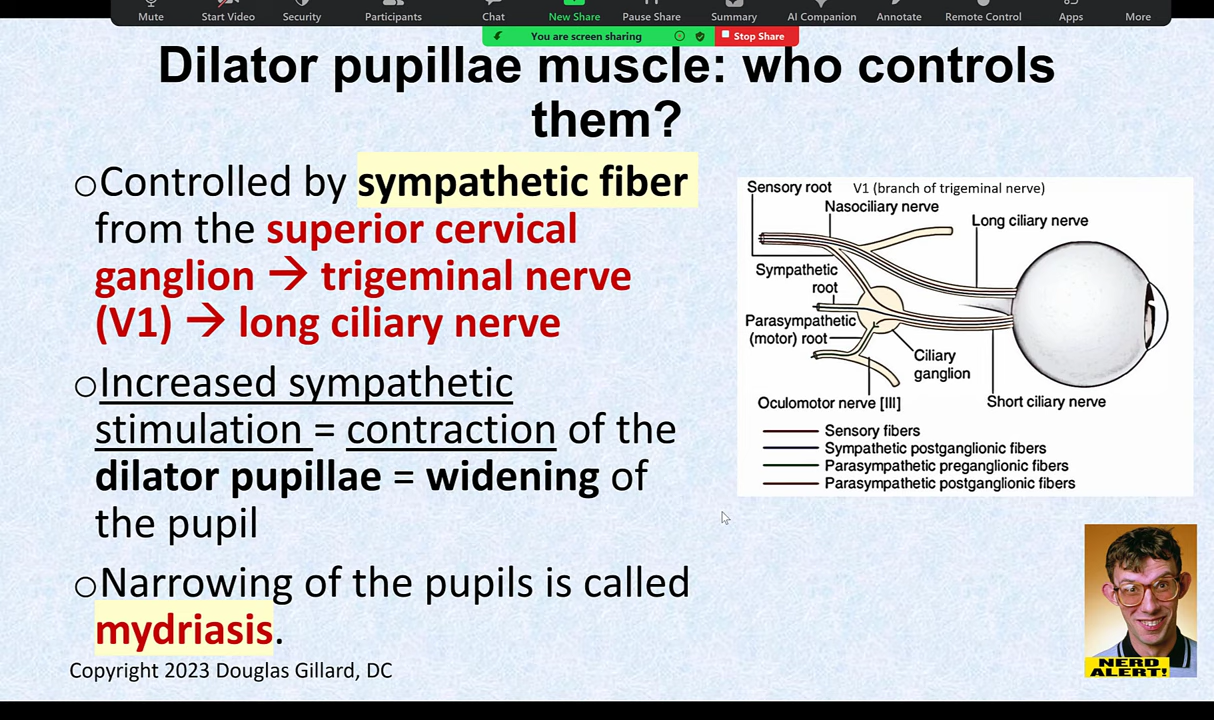 Mute Start Video Security Participants Chat New Share Pause Share Summary AI Companion Annotate Remote Control Apps More
You are screen sharing Stop Share
Dilator pupillae muscle: who controls
them?
Controlled by sympathetic fiber
from the superior cervical
ganglion → trigeminal nerve
(V1) → long ciliary nerve
Increased sympathetic
stimulation = contraction of the
dilator pupillae = widening of
the pupil
Narrowing of the pupils is called
mydriasis.
Copyright 2023 Douglas Gillard, DC
Sensory root V1 (branch of trigeminal nerve)
Nasociliary nerve
Long ciliary nerve
Sympathetic
root
Parasympathetic
(motor) root
Ciliary
ganglion
Oculomotor nerve [III]
Short ciliary nerve
Sensory fibers
Sympathetic postganglionic fibers
Parasympathetic preganglionic fibers
Parasympathetic postganglionic fibers
NERD
ALERT!